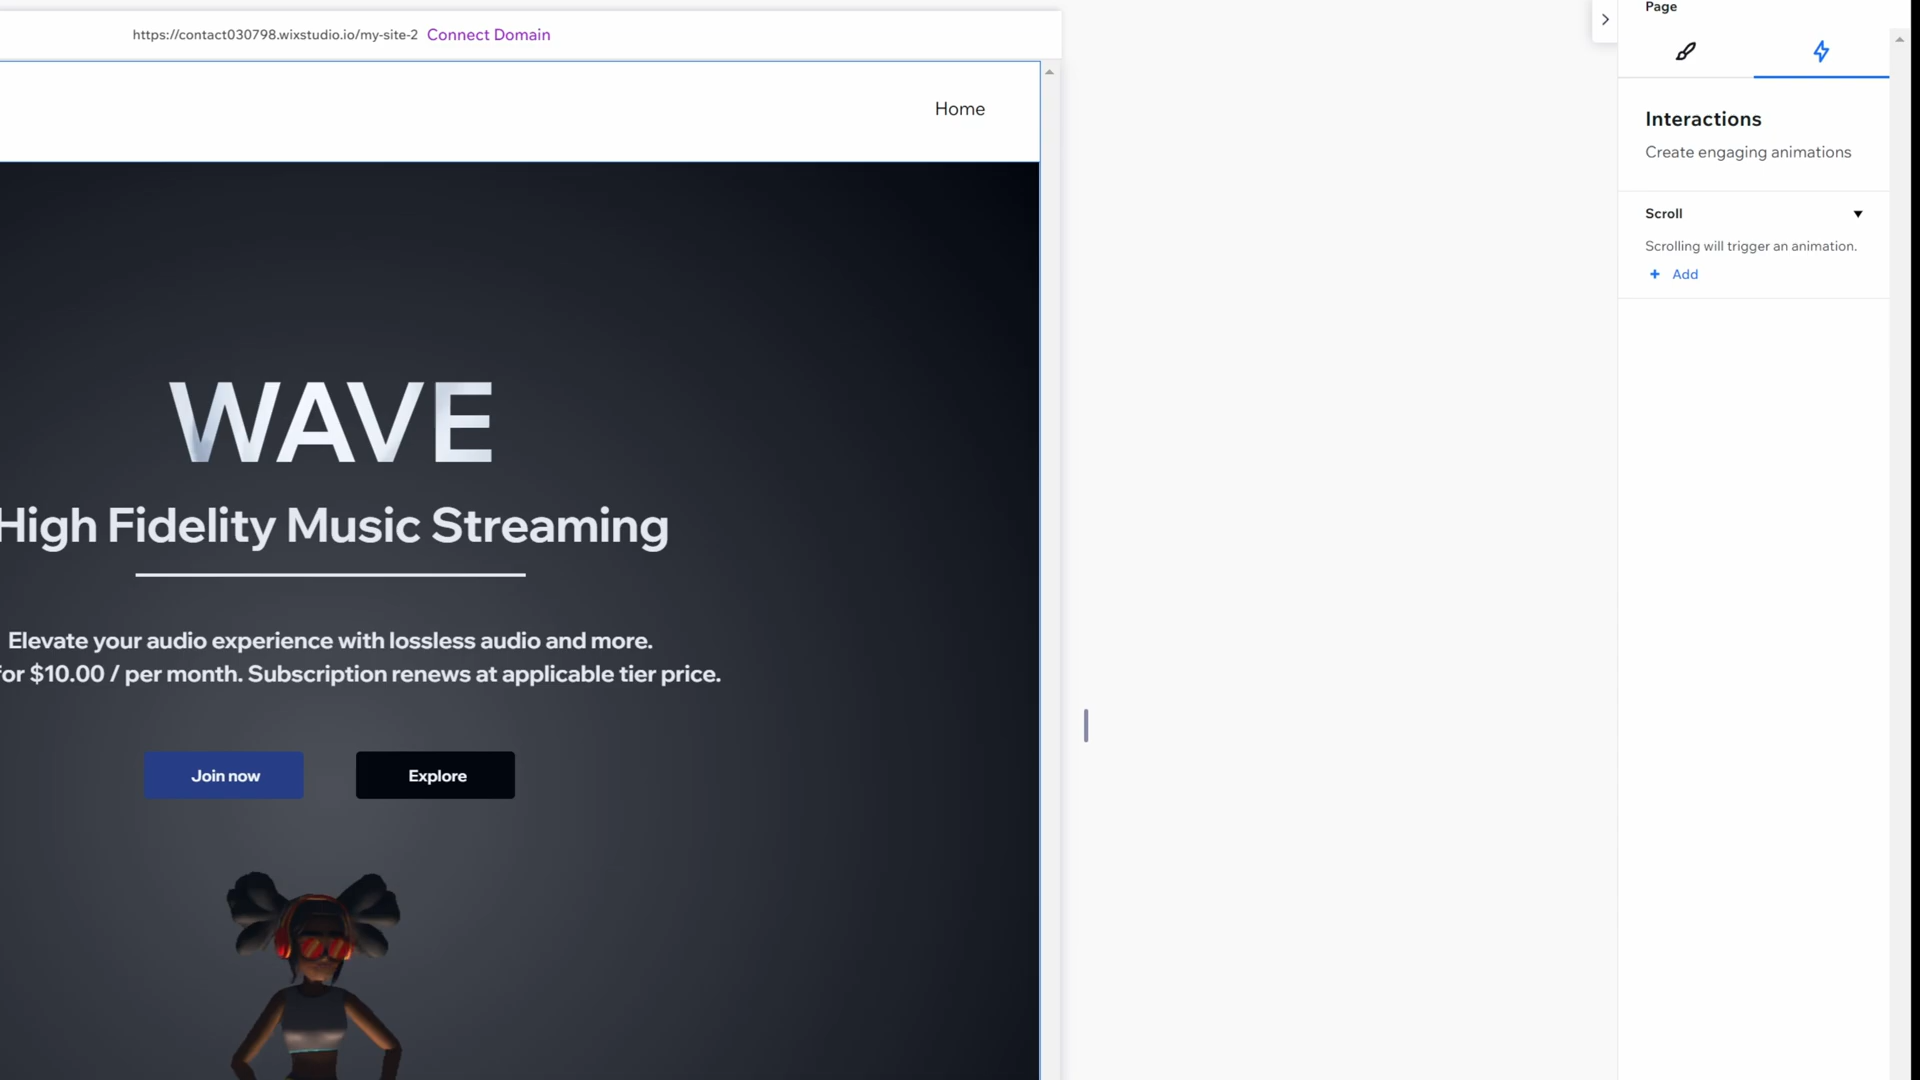 Page
https://contact030798.wixstudio.io/my-site-2 Connect Domain
Home
Interactions
Create engaging animations
Scroll
Scrolling will trigger an animation.
+ Add
WAVE
High Fidelity Music Streaming
Elevate your audio experience with lossless audio and more.
for $10.00 / per month. Subscription renews at applicable tier price.
Join now
Explore